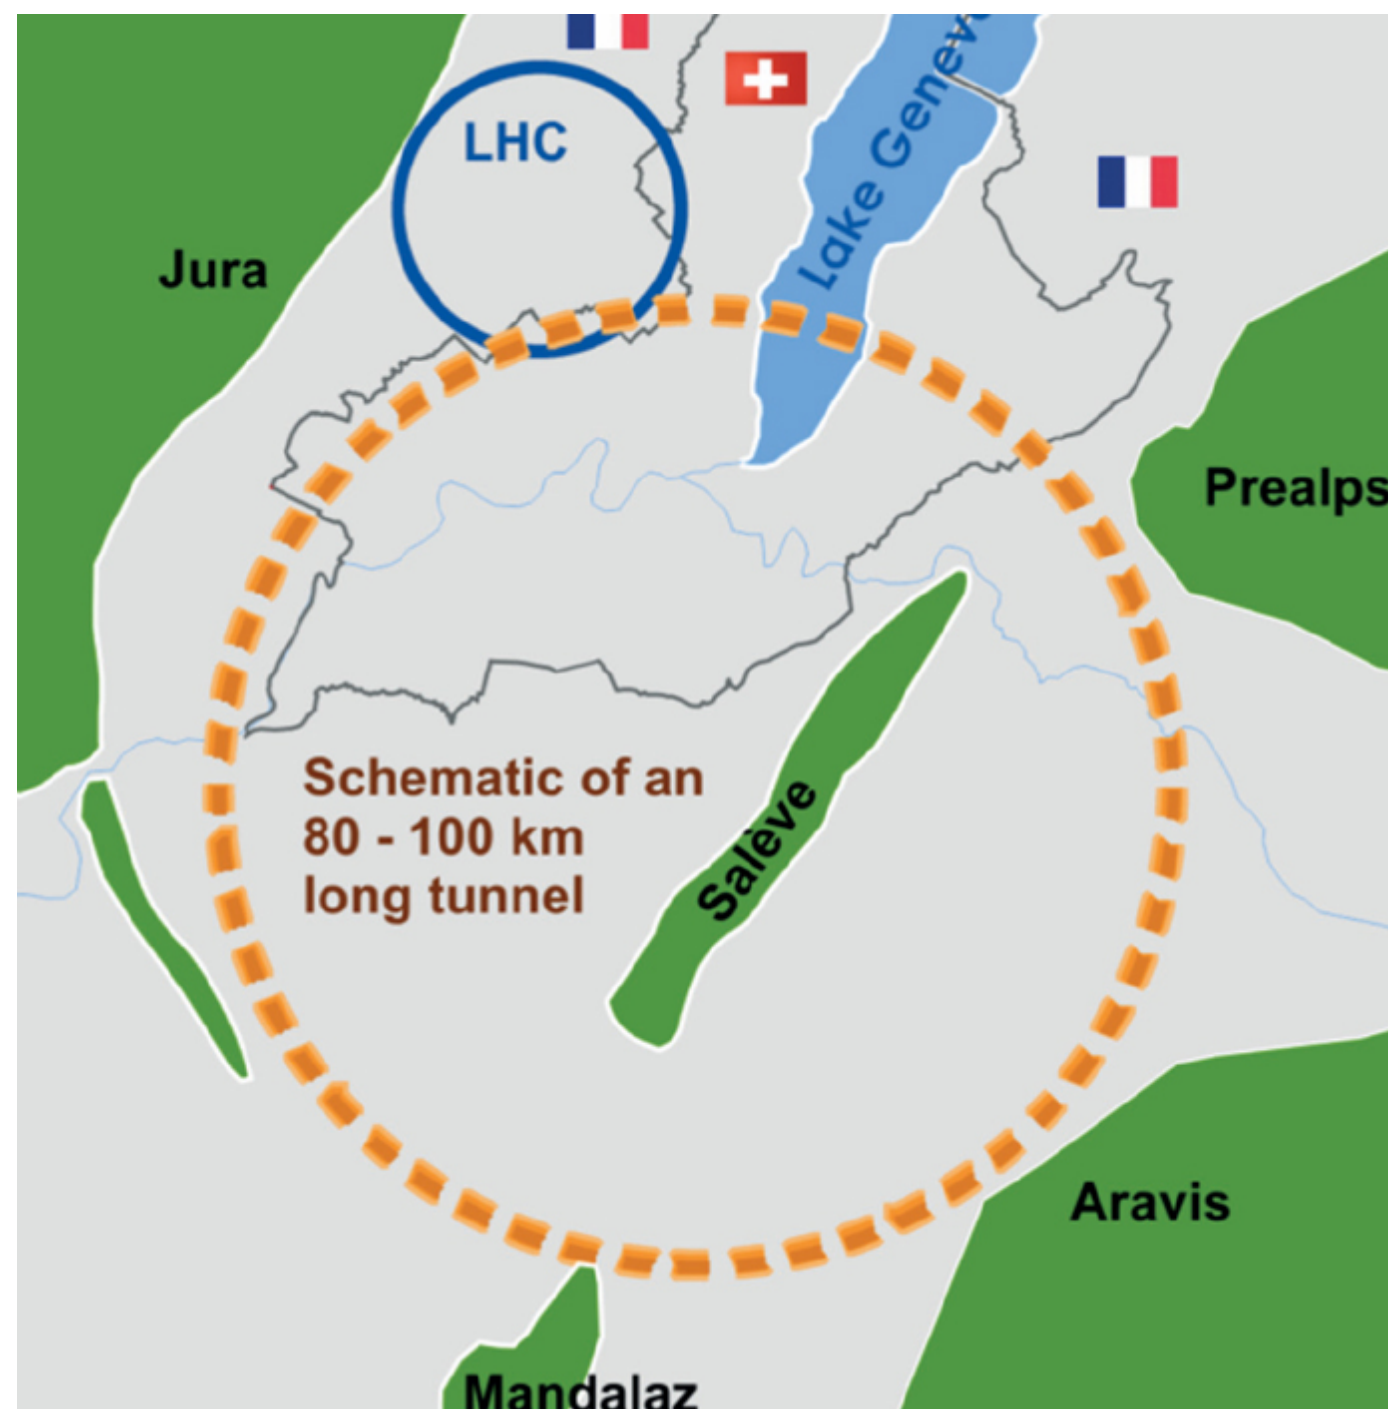 LHC
Lake Geneva
Jura
Prealps
Schematic of an
80 - 100 km
long tunnel
Salève
Aravis
Mandalaz